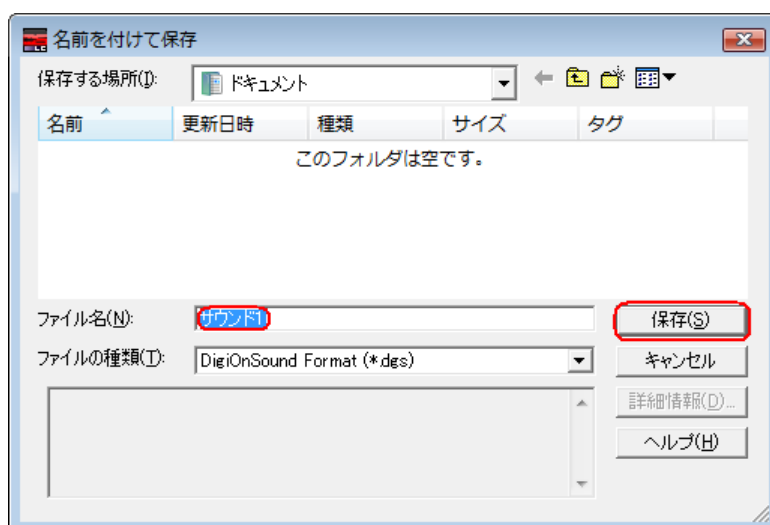 名前を付けて保存
保存する場所(I):
ドキュメント
名前 更新日時 種類 サイズ タグ
このフォルダは空です。
ファイル名(N): サウンド1 保存(S)
ファイルの種類(T): DigiOnSound Format (*.dgs) キャンセル
詳細情報(D)...
ヘルプ(H)